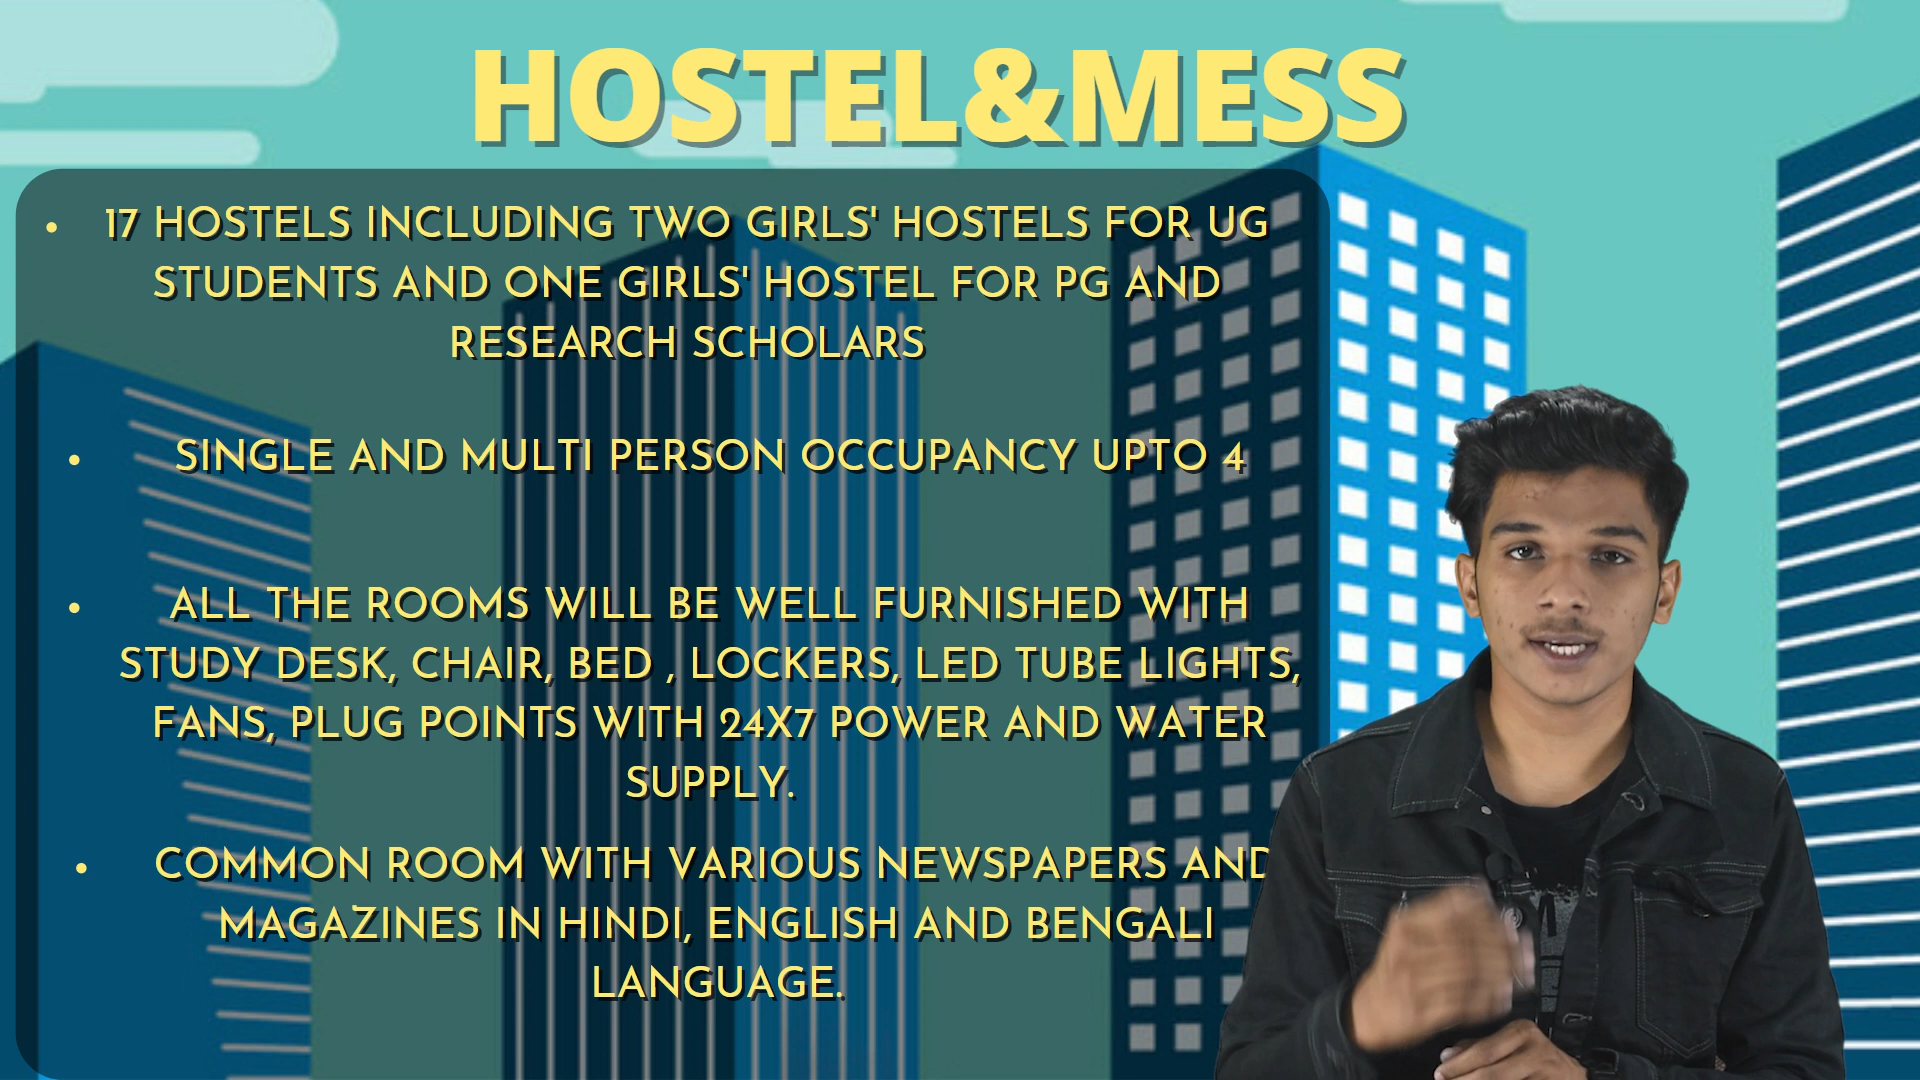 HOSTEL&MESS
• 17 HOSTELS INCLUDING TWO GIRLS' HOSTELS FOR UG
STUDENTS AND ONE GIRLS' HOSTEL FOR PG AND
RESEARCH SCHOLARS
• SINGLE AND MULTI PERSON OCCUPANCY UPTO 4
• ALL THE ROOMS WILL BE WELL FURNISHED WITH
STUDY DESK, CHAIR, BED , LOCKERS, LED TUBE LIGHTS,
FANS, PLUG POINTS WITH 24X7 POWER AND WATER
SUPPLY.
• COMMON ROOM WITH VARIOUS NEWSPAPERS AND
MAGAZINES IN HINDI, ENGLISH AND BENGALI
LANGUAGE.